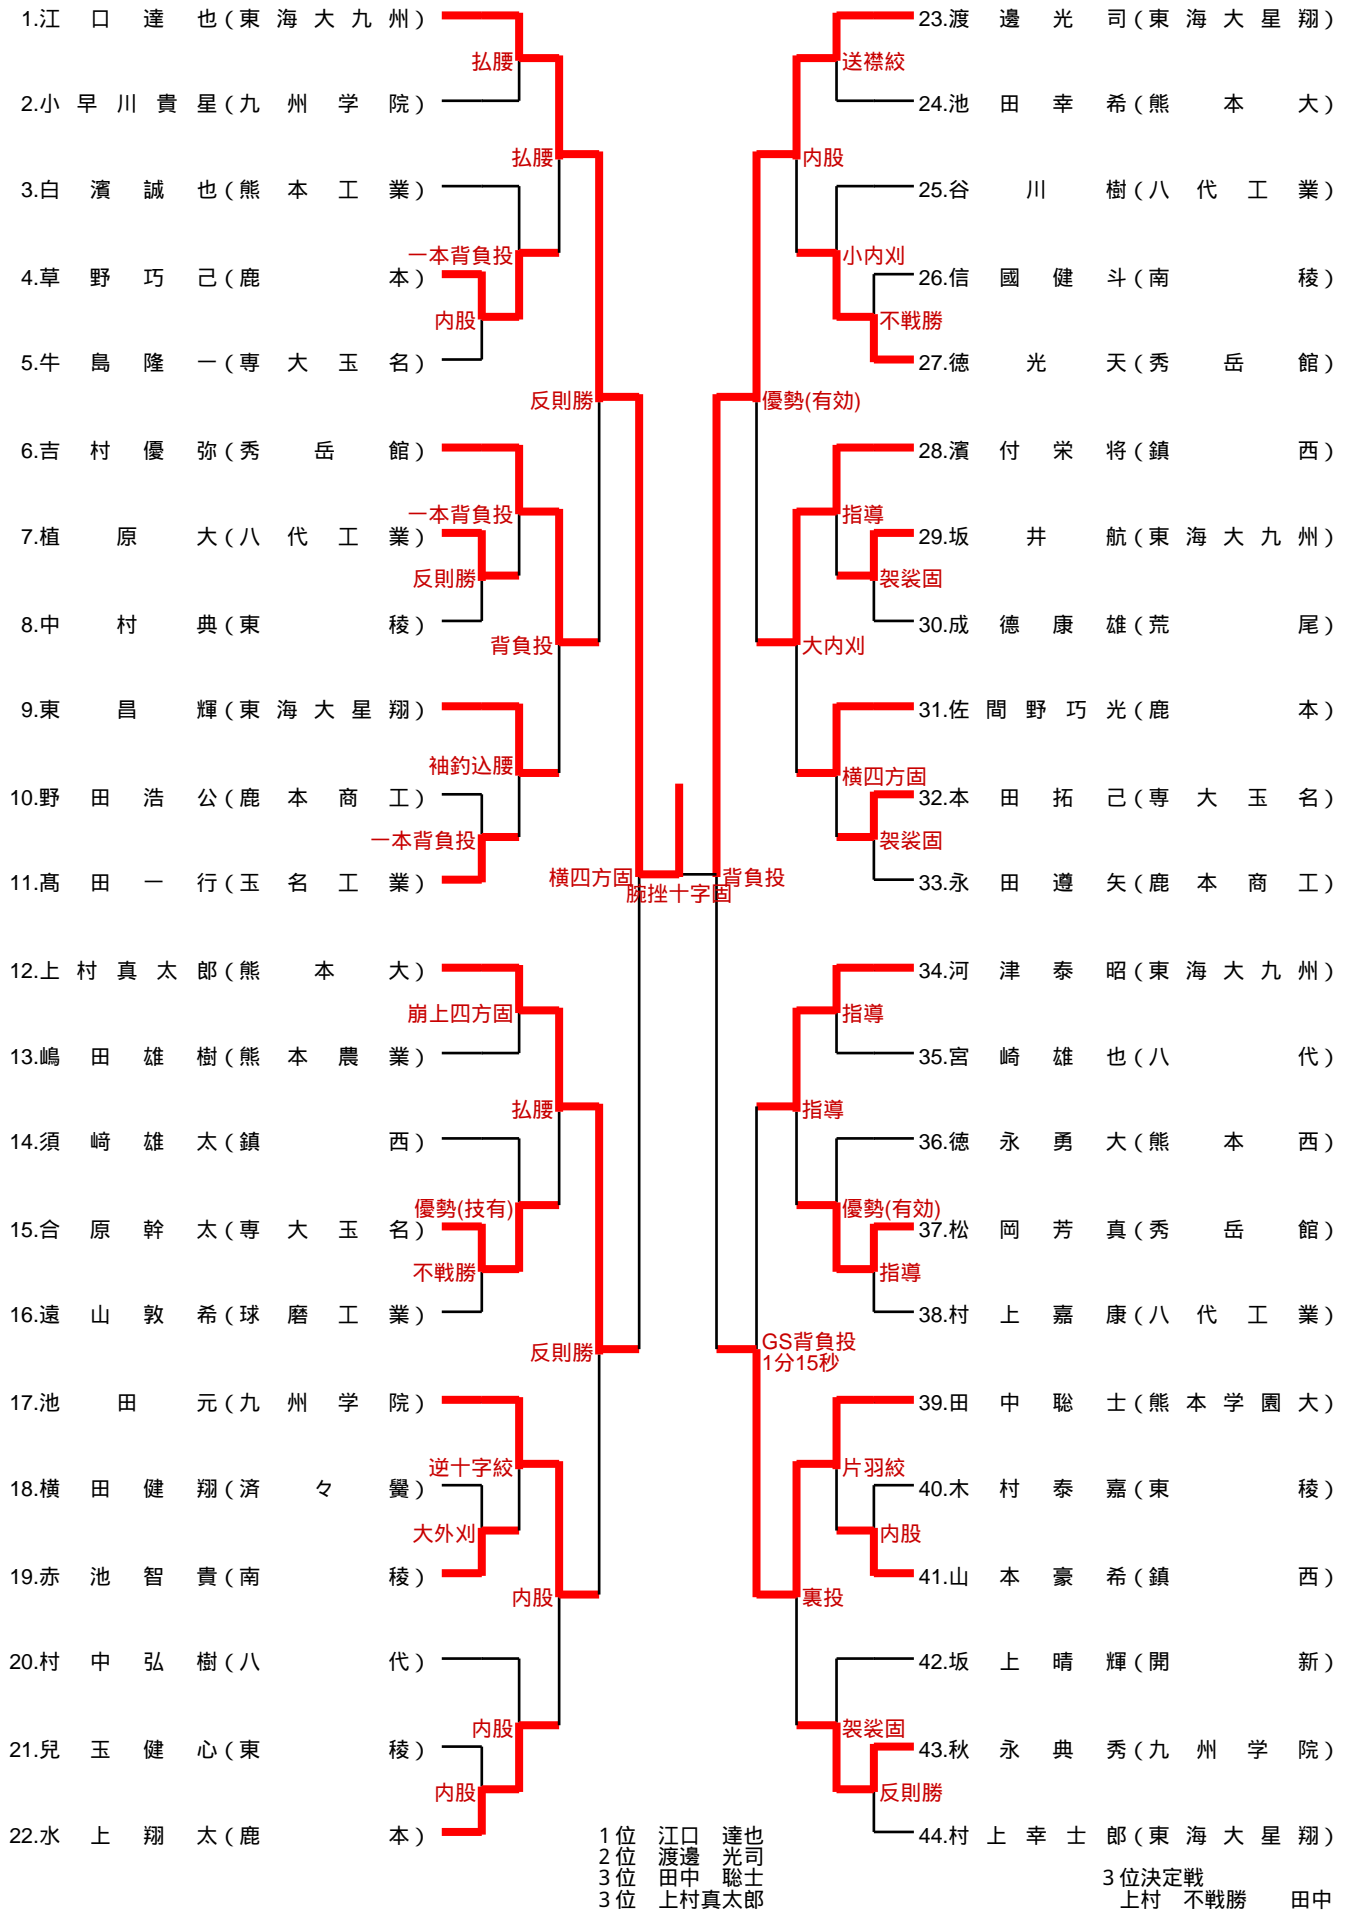 1.江口達也(東海大九州)
払腰
2.小早川貴星(九州学院)
払腰
3.白濱誠也(熊本工業)
一本背負投
4.草野巧己(鹿本)
内股
5.牛島隆一(専大玉名)
反則勝
6.吉村優弥(秀岳館)
一本背負投
7.植原大(八代工業)
反則勝
8.中村典(東稜)
背負投
9.東昌輝(東海大星翔)
袖釣込腰
10.野田浩公(鹿本商工)
一本背負投
11.髙田一行(玉名工業)
横四方固
腕挫十字固
背負投
12.上村真太郎(熊本大)
崩上四方固
13.嶋田雄樹(熊本農業)
払腰
14.須﨑雄太(鎮西)
優勢(技有)
15.合原幹太(専大玉名)
不戦勝
16.遠山敦希(球磨工業)
反則勝
17.池田元(九州学院)
逆十字絞
18.横田健翔(済々黌)
大外刈
19.赤池智貴(南稜)
内股
20.村中弘樹(八代)
内股
21.兒玉健心(東稜)
内股
22.水上翔太(鹿本)
23.渡邊光司(東海大星翔)
送襟絞
24.池田幸希(熊本大)
内股
25.谷川樹(八代工業)
小内刈
26.信國健斗(南稜)
不戦勝
27.徳光天(秀岳館)
優勢(有効)
28.濱付栄将(鎮西)
指導
29.坂井航(東海大九州)
袈裟固
30.成徳康雄(荒尾)
大内刈
31.佐間野巧光(鹿本)
横四方固
32.本田拓己(専大玉名)
袈裟固
33.永田遵矢(鹿本商工)
34.河津泰昭(東海大九州)
指導
35.宮崎雄也(八代)
指導
36.徳永勇大(熊本西)
優勢(有効)
37.松岡芳真(秀岳館)
指導
38.村上嘉康(八代工業)
GS背負投
1分15秒
39.田中聡士(熊本学園大)
片羽絞
40.木村泰嘉(東稜)
内股
41.山本豪希(鎮西)
裏投
42.坂上晴輝(開新)
袈裟固
43.秋永典秀(九州学院)
反則勝
44.村上幸士郎(東海大星翔)
1位 江口 達也
2位 渡邊 光司
3位 田中 聡士
3位 上村真太郎
3位決定戦
上村 不戦勝 田中